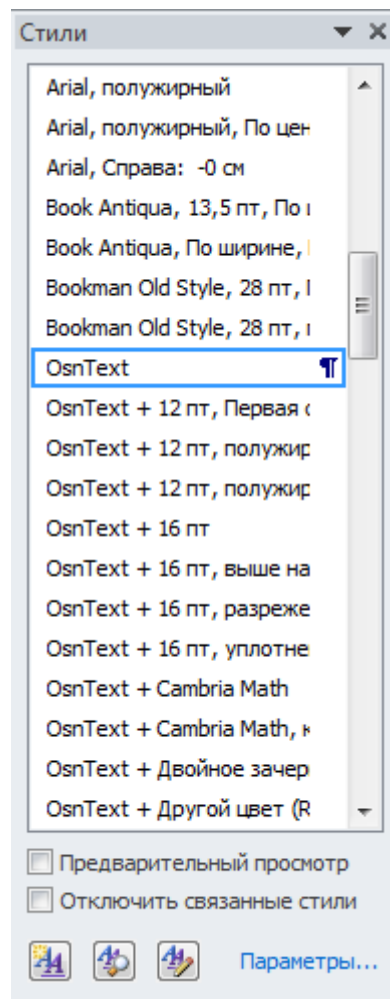 Стили
Arial, полужирный
Arial, полужирный, По цен
Arial, Справа: -0 см
Book Antiqua, 13,5 пт, По
Book Antiqua, По ширине,
Bookman Old Style, 28 пт,
Bookman Old Style, 28 пт,
OsnText ¶
OsnText + 12 пт, Первая
OsnText + 12 пт, полужир
OsnText + 12 пт, полужир
OsnText + 16 пт
OsnText + 16 пт, выше на
OsnText + 16 пт, разреже
OsnText + 16 пт, уплотне
OsnText + Cambria Math
OsnText + Cambria Math,
OsnText + Двойное зачер
OsnText + Другой цвет (R
Предварительный просмотр
Отключить связанные стили
Параметры...